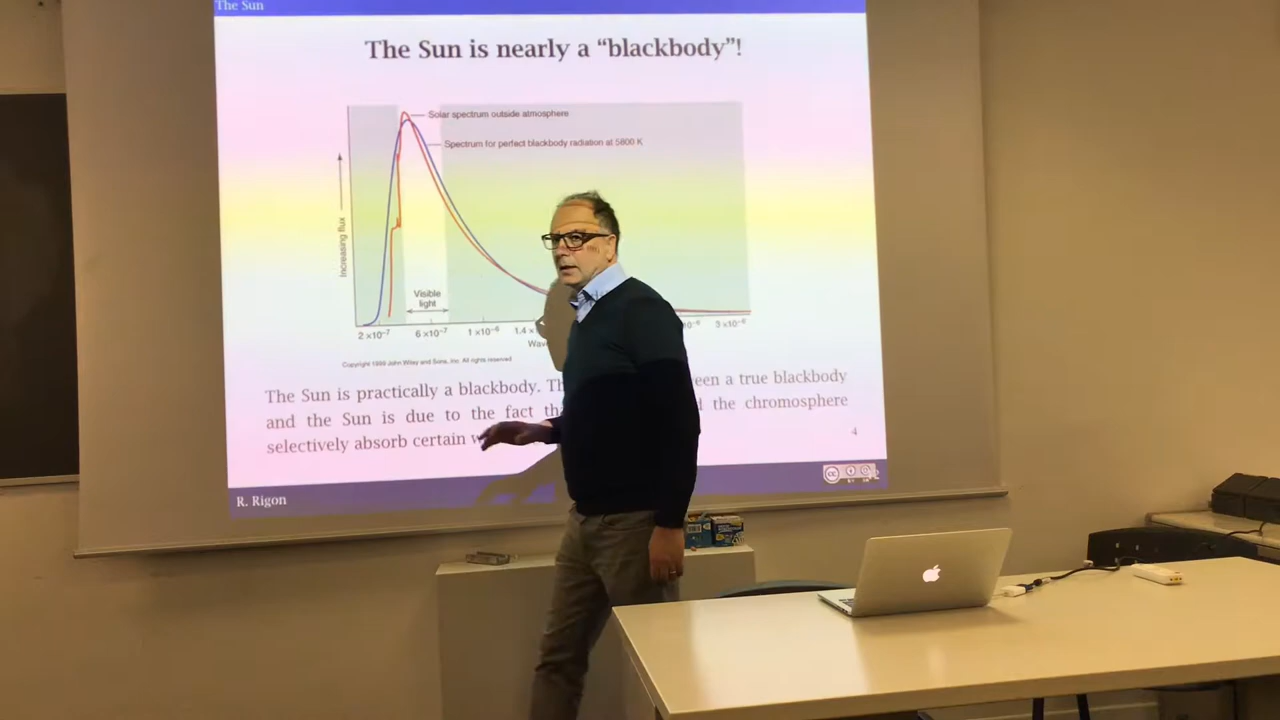 The Sun
The Sun is nearly a “blackbody”!
Solar spectrum outside atmosphere
Spectrum for perfect blackbody radiation at 5800 K
Increasing flux
Visible
light
2 ×10⁻⁷ 6 ×10⁻⁷ 1 ×10⁻⁶ 1.4 × 3 ×10⁻⁶
Copyright 1999 John Wiley and Sons, Inc. All rights reserved
The Sun is practically a blackbody. a true blackbody
and the Sun is due to the fact the chromosphere
selectively absorb certain
4
R. Rigon
cc